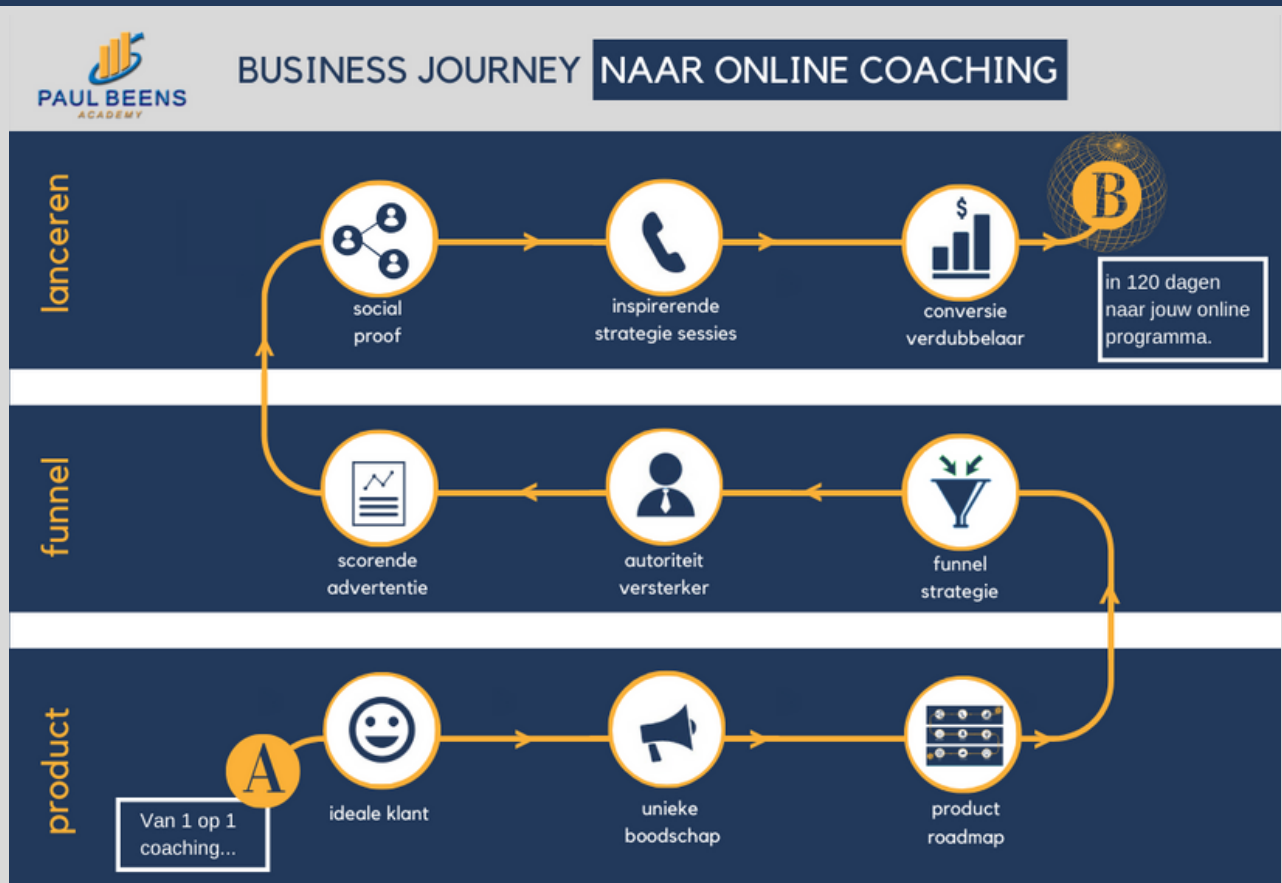 PAUL BEENS
ACADEMY
BUSINESS JOURNEY NAAR ONLINE COACHING
lanceren
social
proof
inspirerende
strategie sessies
$
conversie
verdubbelaar
B
in 120 dagen
naar jouw online
programma.
funnel
scorende
advertentie
autoriteit
versterker
funnel
strategie
product
A
Van 1 op 1
coaching...
ideale klant
unieke
boodschap
product
roadmap